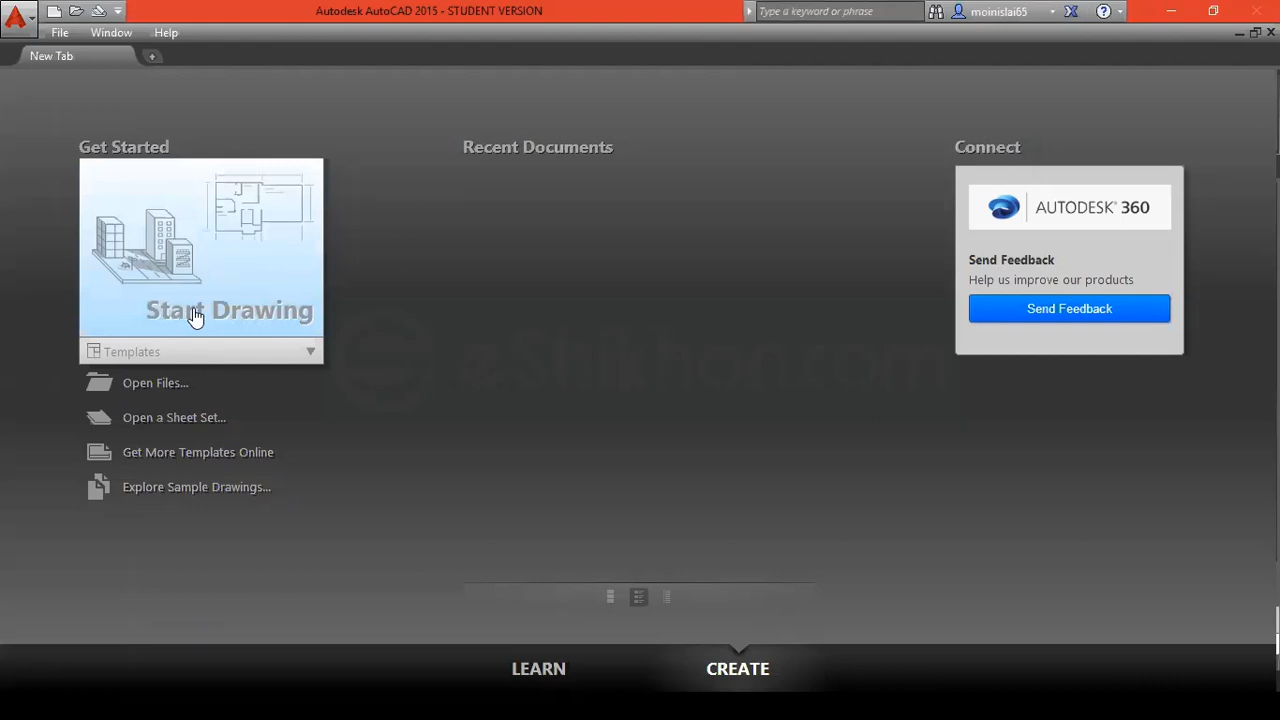 Autodesk AutoCAD 2015 - STUDENT VERSION
Type a keyword or phrase
moinislai65
File Window Help
New Tab
Get Started
Recent Documents
Connect
Start Drawing
Templates
Open Files...
Open a Sheet Set...
Get More Templates Online
Explore Sample Drawings...
AUTODESK® 360
Send Feedback
Help us improve our products
Send Feedback
e-Shikhon.com
LEARN
CREATE